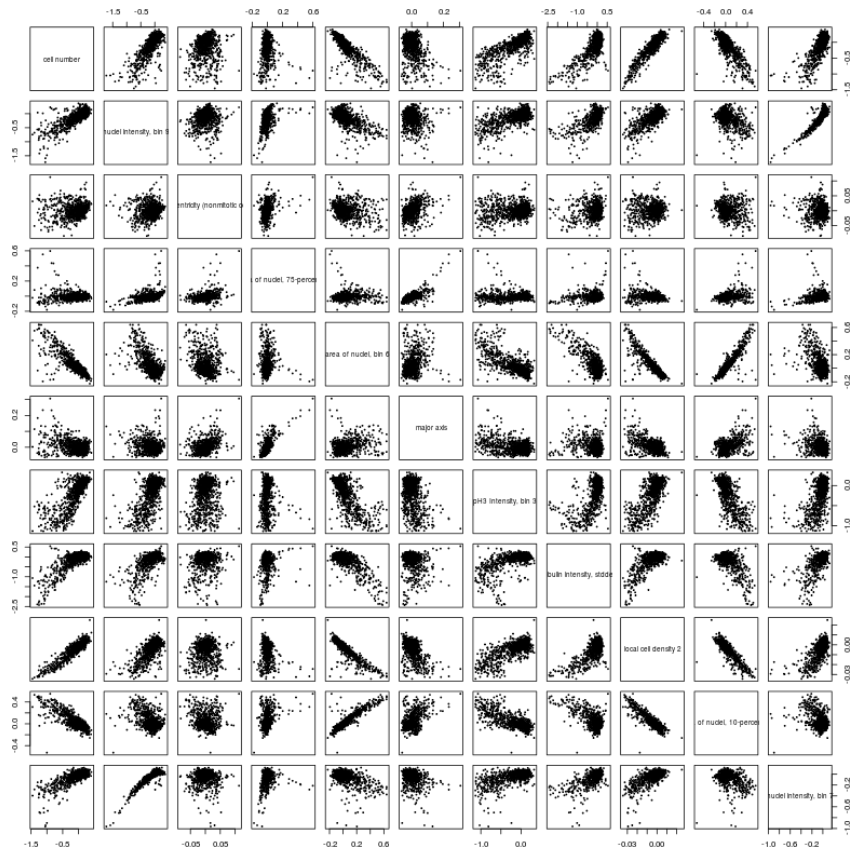 -1.5 -0.5 -0.2 0.2 0.6 0.0 0.2 -2.5 -1.0 0.5 -0.4 0.0 0.4
cell number
-0.5
-1.5
-0.5
-1.5
nuclei intensity, bin 9
entricity (nonmitotic c
0.05
-0.05
0.6
0.2
-0.2
of nuclei, 75-percen
area of nuclei, bin 6
0.6
0.2
-0.2
0.2
0.0
major axis
pH3 intensity, bin 3
0.0
-1.0
0.5
-1.0
-2.5
bulin intensity, stdde
local cell density 2
0.00
-0.03
0.4
0.0
-0.4
of nuclei, 10-percen
nuclei intensity, bin 7
-0.2
-0.6
-1.0
-1.5 -0.5 -0.05 0.05 -0.2 0.2 0.6 -1.0 0.0 -0.03 0.00 -1.0 -0.6 -0.2